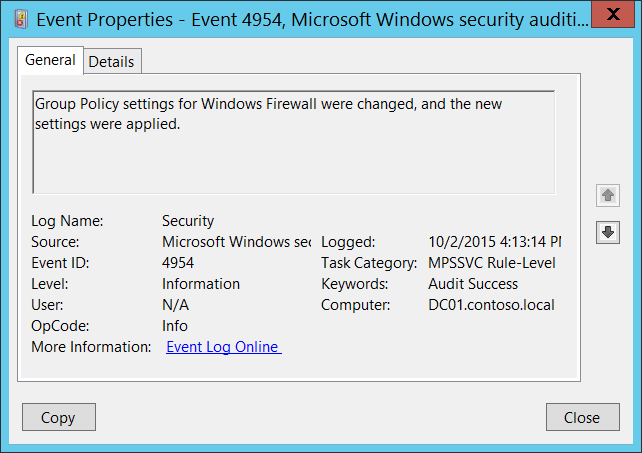 Event Properties - Event 4954, Microsoft Windows security auditi...
X
General
Details
Group Policy settings for Windows Firewall were changed, and the new
settings were applied.
Log Name: Security
Source: Microsoft Windows sec Logged: 10/2/2015 4:13:14 PM
Event ID: 4954 Task Category: MPSSVC Rule-Level
Level: Information Keywords: Audit Success
User: N/A Computer: DC01.contoso.local
OpCode: Info
More Information: Event Log Online
Copy
Close